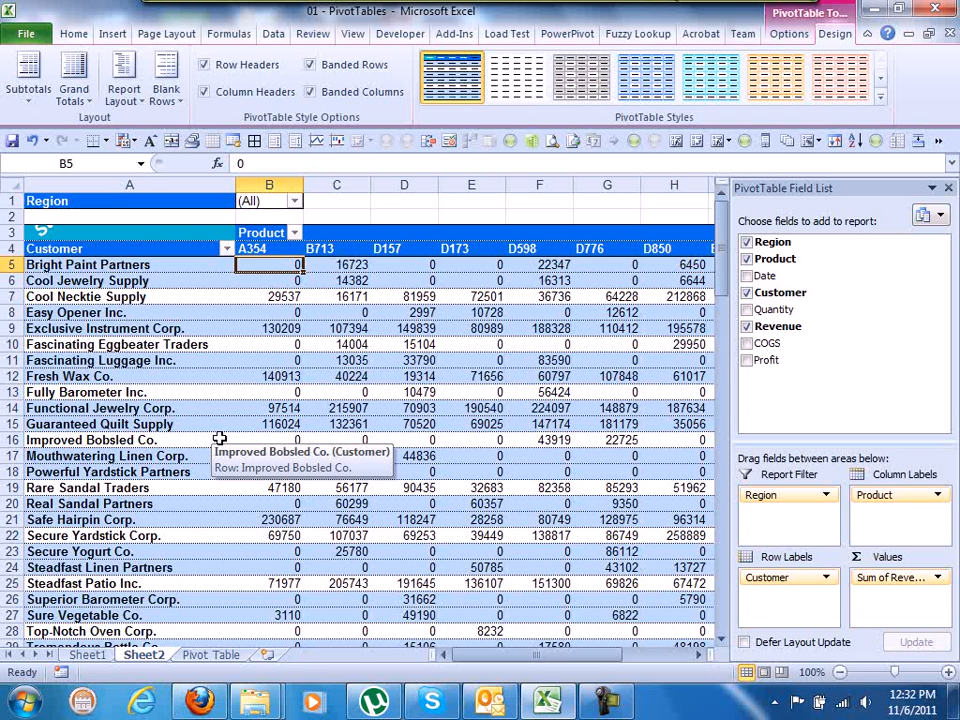 01 - PivotTables - Microsoft Excel
PivotTable To...
File Home Insert Page Layout Formulas Data Review View Developer Add-Ins Load Test PowerPivot Fuzzy Lookup Acrobat Team Options Design
Subtotals Grand Totals Report Layout Blank Rows
Row Headers Banded Rows
Column Headers Banded Columns
Layout PivotTable Style Options PivotTable Styles
B5 fx 0
A B C D E F G H
1 Region (All)
2
3 Product
4 Customer A354 B713 D157 D173 D598 D776 D850
5 Bright Paint Partners 0 16723 0 0 22347 0 6450
6 Cool Jewelry Supply 0 14382 0 0 16313 0 6644
7 Cool Necktie Supply 29537 16171 81959 72501 36736 64228 212868
8 Easy Opener Inc. 0 0 2997 10728 0 12612 0
9 Exclusive Instrument Corp. 130209 107394 149839 80989 188328 110412 195578
10 Fascinating Eggbeater Traders 0 14004 15104 0 0 0 29950
11 Fascinating Luggage Inc. 0 13035 33790 0 83590 0 0
12 Fresh Wax Co. 140913 40224 19314 71656 60797 107848 61017
13 Fully Barometer Inc. 0 0 10479 0 56424 0 0
14 Functional Jewelry Corp. 97514 215907 70903 190540 224097 148879 187634
15 Guaranteed Quilt Supply 116024 132361 70520 69025 147174 181179 35056
16 Improved Bobsled Co. 0 0 0 0 43919 22725 0
Improved Bobsled Co. (Customer)
Row: Improved Bobsled Co.
17 Mouthwatering Linen Corp. 44836 0 0 0 0
18 Powerful Yardstick Partners 0 0 0 0 0
19 Rare Sandal Traders 47180 56177 90435 32683 82358 85293 51962
20 Real Sandal Partners 0 60299 0 60357 0 9350 0
21 Safe Hairpin Corp. 230687 76649 118247 28258 80749 128975 96314
22 Secure Yardstick Corp. 69750 107037 69253 39449 138817 86749 258889
23 Secure Yogurt Co. 0 25780 0 0 0 86112 0
24 Steadfast Linen Partners 0 0 0 50785 0 43102 13727
25 Steadfast Patio Inc. 71977 205743 191645 136107 151300 69826 67472
26 Superior Barometer Corp. 0 0 31662 0 0 0 5790
27 Sure Vegetable Co. 3110 0 49190 0 0 6822 0
28 Top-Notch Oven Corp. 0 0 0 8232 0 0 0
Sheet1 Sheet2 Pivot Table
Ready 100%
PivotTable Field List
Choose fields to add to report:
Region
Product
Date
Customer
Quantity
Revenue
COGS
Profit
Drag fields between areas below:
Report Filter Column Labels
Region Product
Row Labels Σ Values
Customer Sum of Reve...
Defer Layout Update Update
12:32 PM
11/6/2011